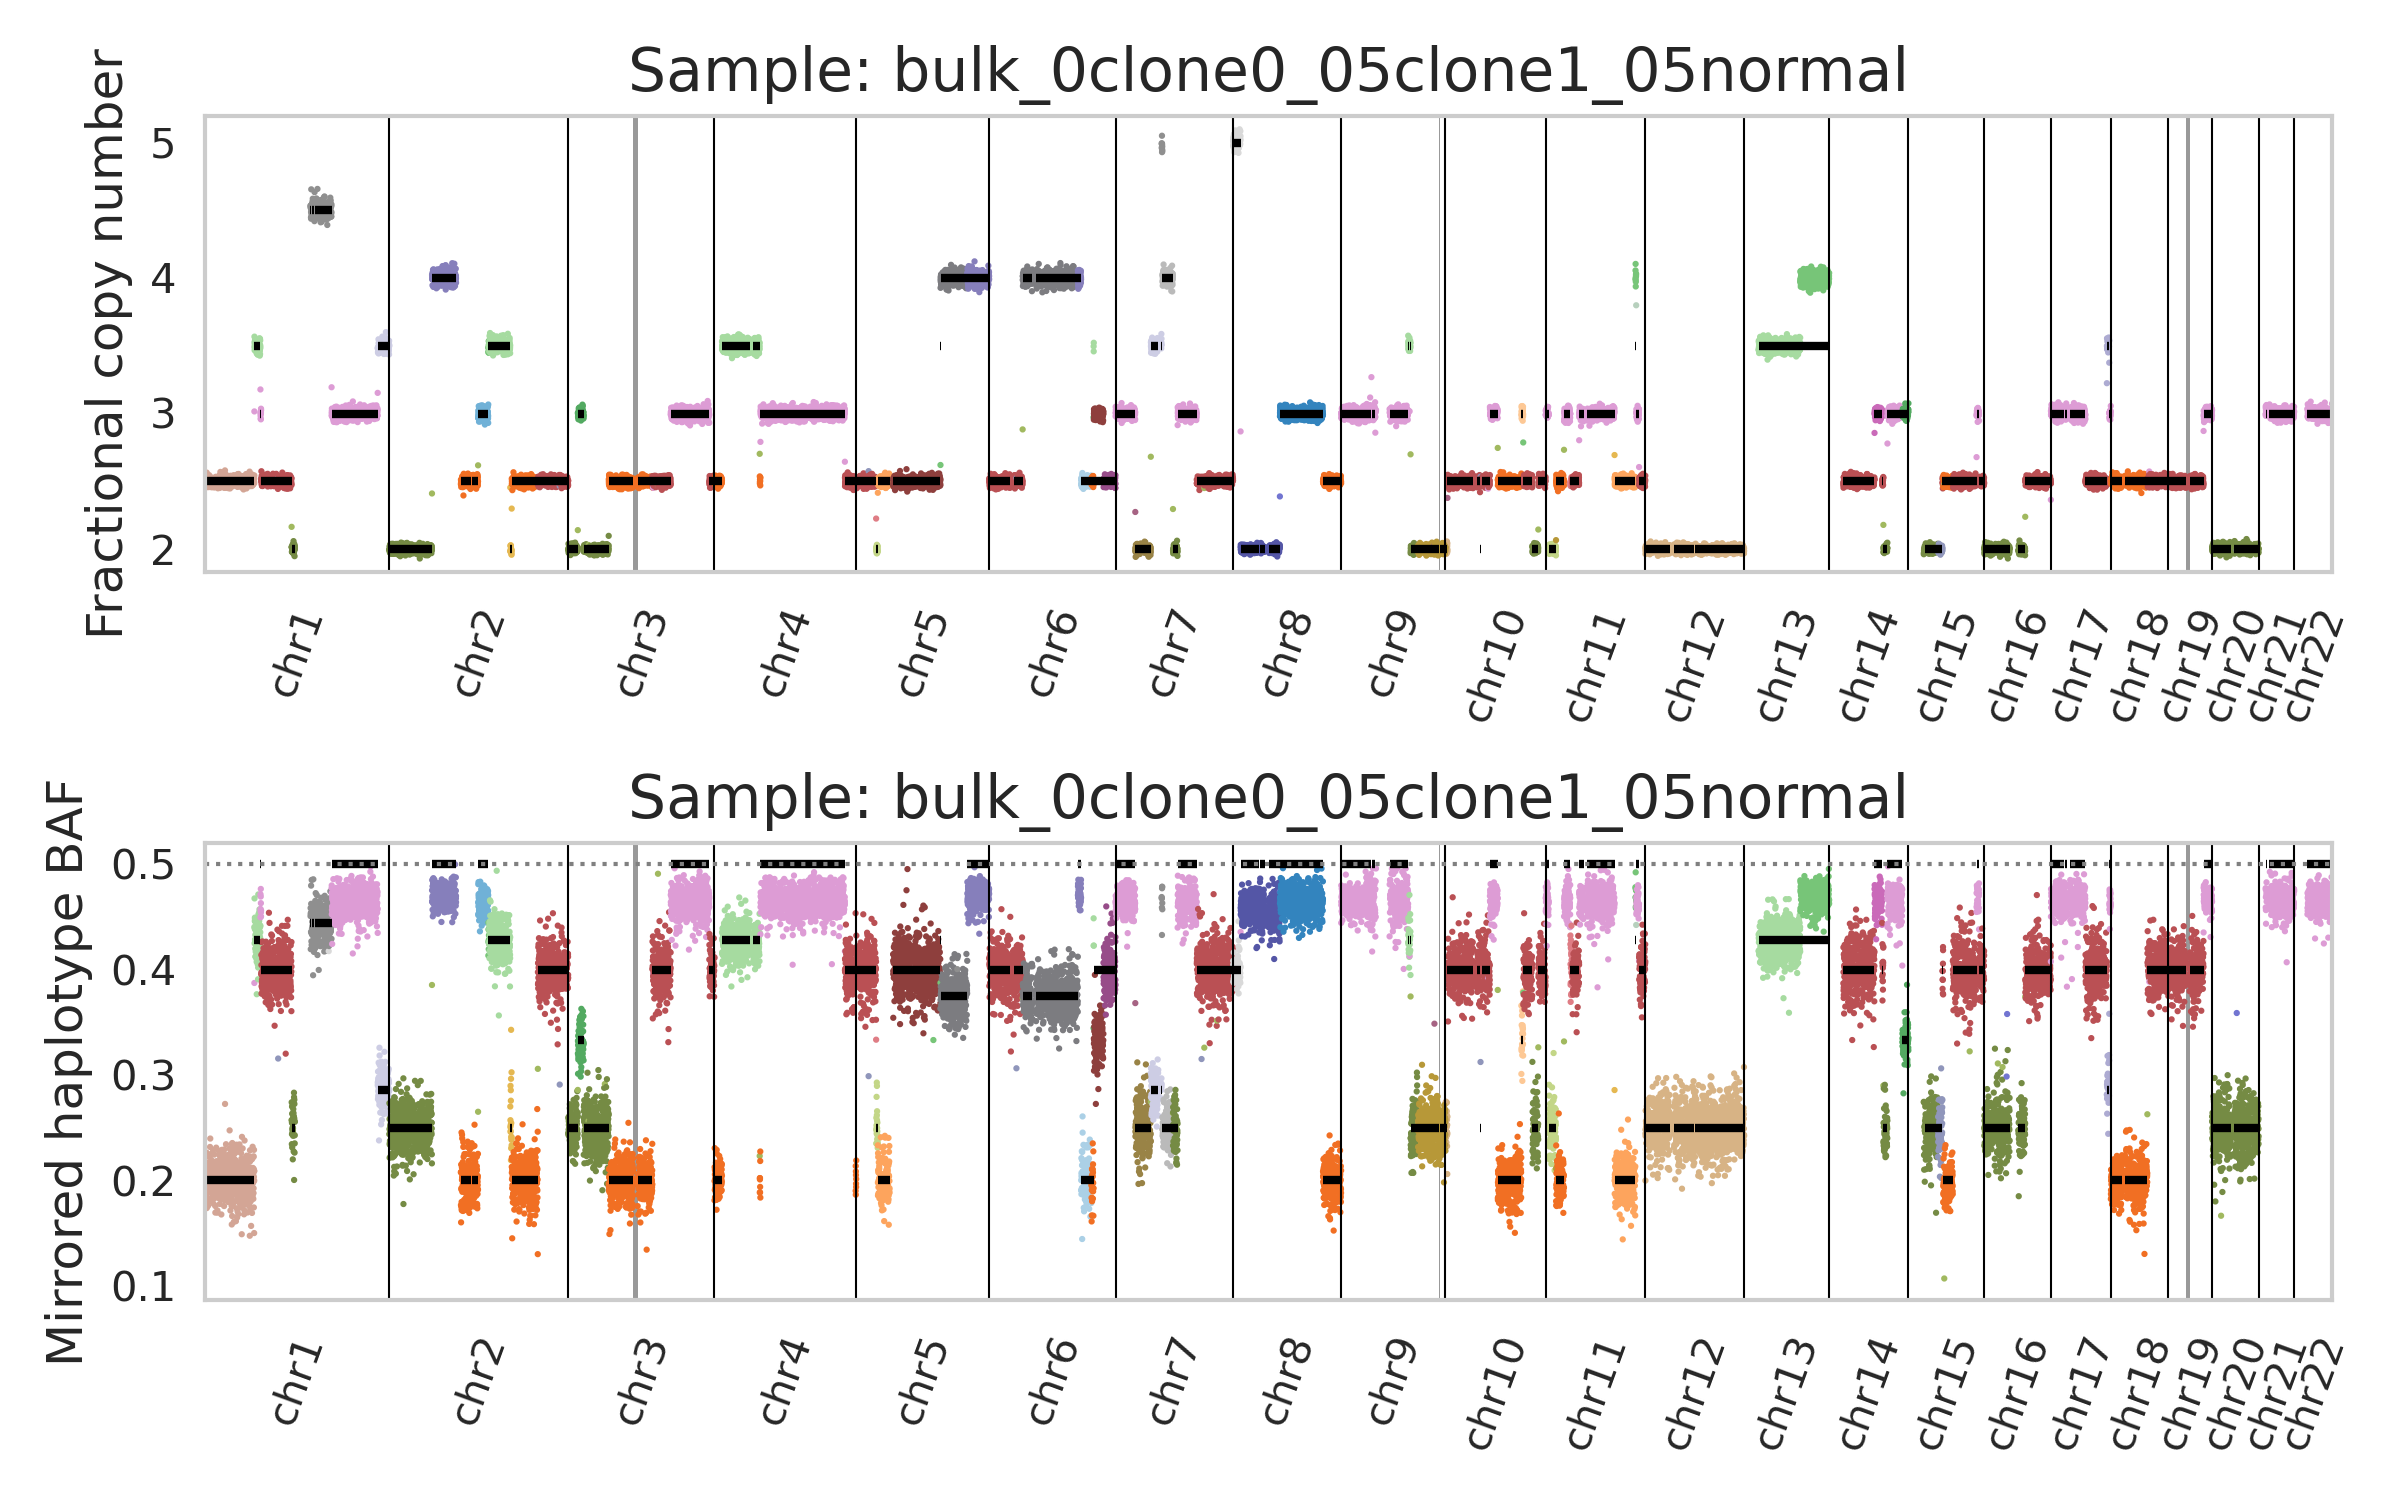 Sample: bulk_0clone0_05clone1_05normal
Fractional copy number
5
4
3
2
chr1
chr2
chr3
chr4
chr5
chr6
chr7
chr8
chr9
chr10
chr11
chr12
chr13
chr14
chr15
chr16
chr17
chr18
chr19
chr20
chr21
chr22
Sample: bulk_0clone0_05clone1_05normal
Mirrored haplotype BAF
0.5
0.4
0.3
0.2
0.1
chr1
chr2
chr3
chr4
chr5
chr6
chr7
chr8
chr9
chr10
chr11
chr12
chr13
chr14
chr15
chr16
chr17
chr18
chr19
chr20
chr21
chr22